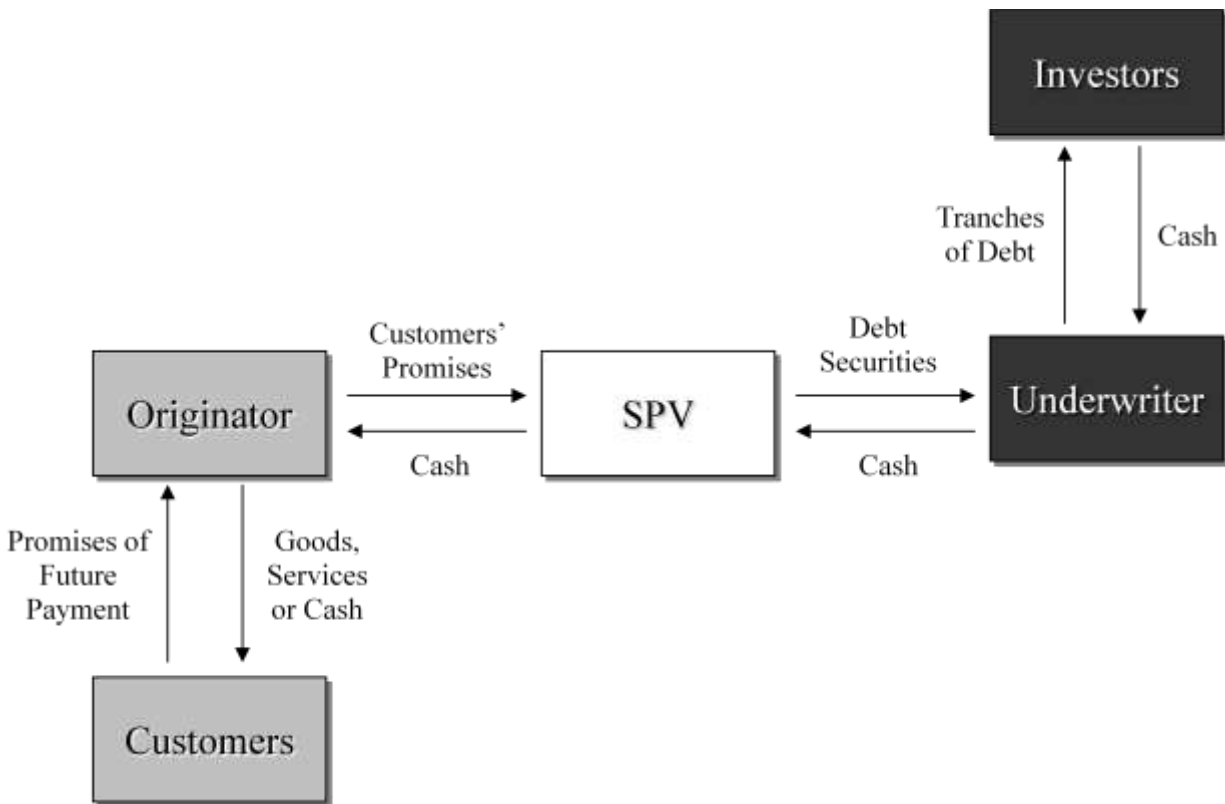 Investors
Tranches
of Debt
Cash
Customers’
Promises
Debt
Securities
Originator
SPV
Underwriter
Cash
Cash
Promises of
Future
Payment
Goods,
Services
or Cash
Customers